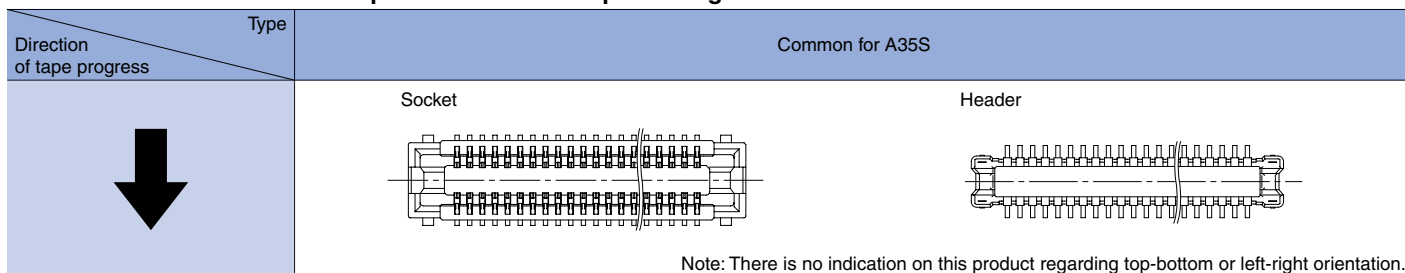 Type
Direction
of tape progress
Common for A35S
Socket
Header
Note: There is no indication on this product regarding top-bottom or left-right orientation.